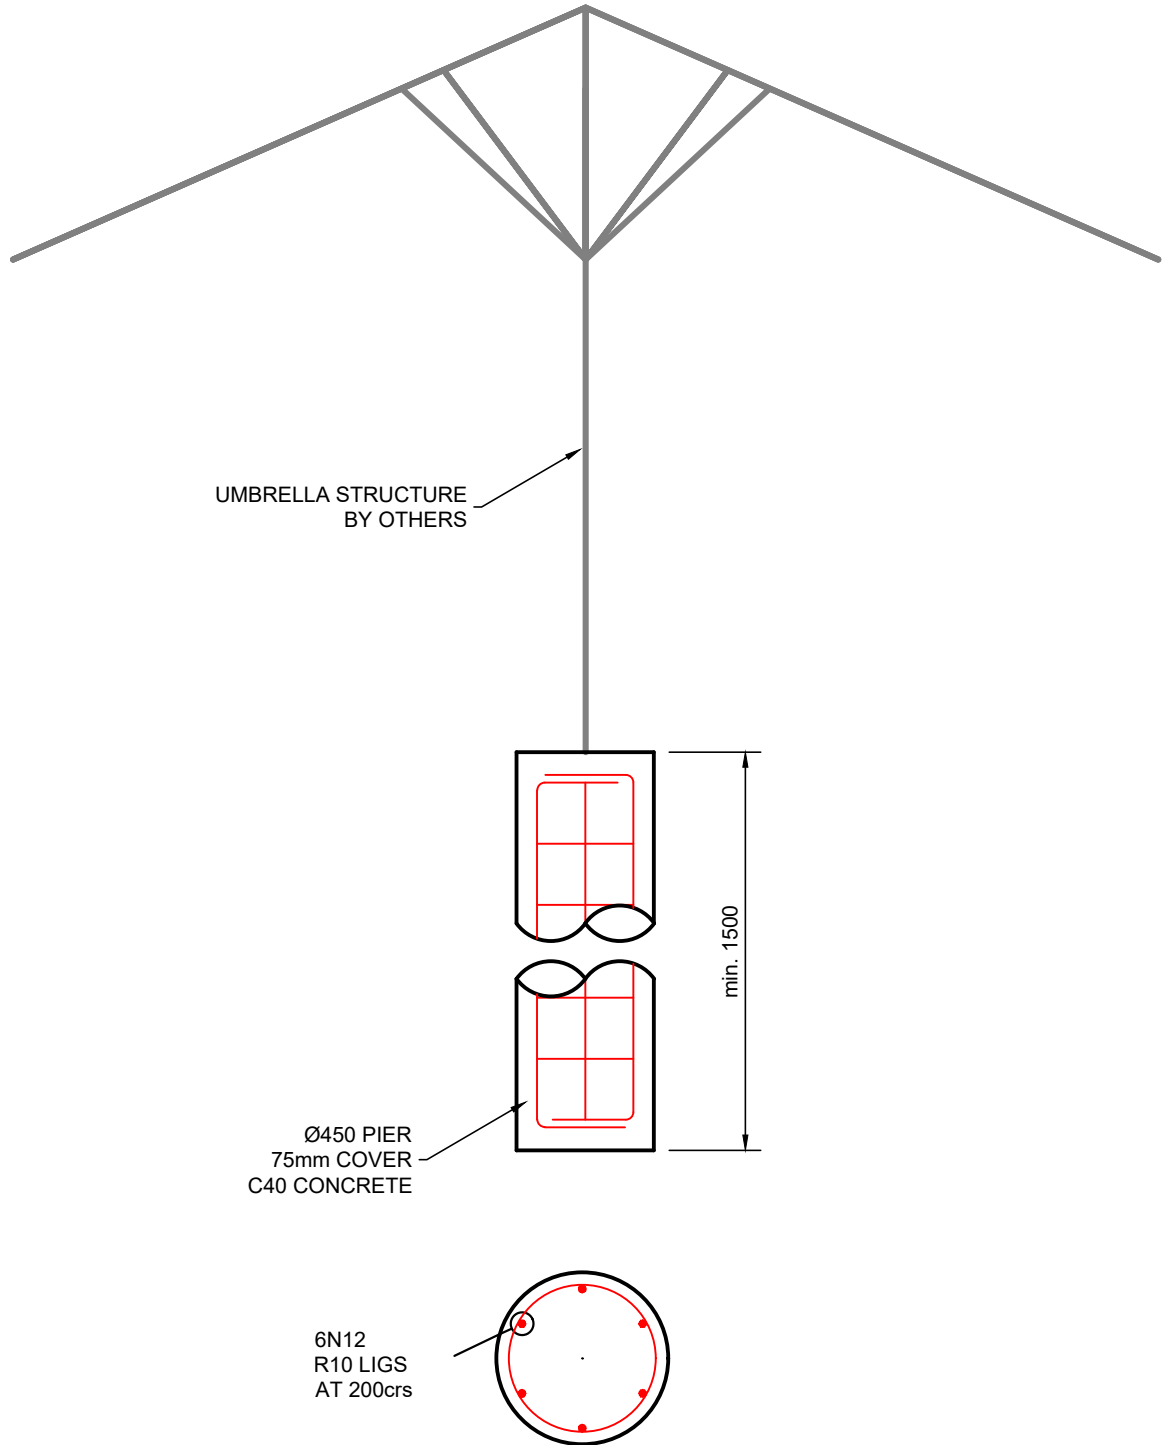 UMBRELLA STRUCTURE
BY OTHERS
min. 1500
Ø450 PIER
75mm COVER
C40 CONCRETE
6N12
R10 LIGS
AT 200crs